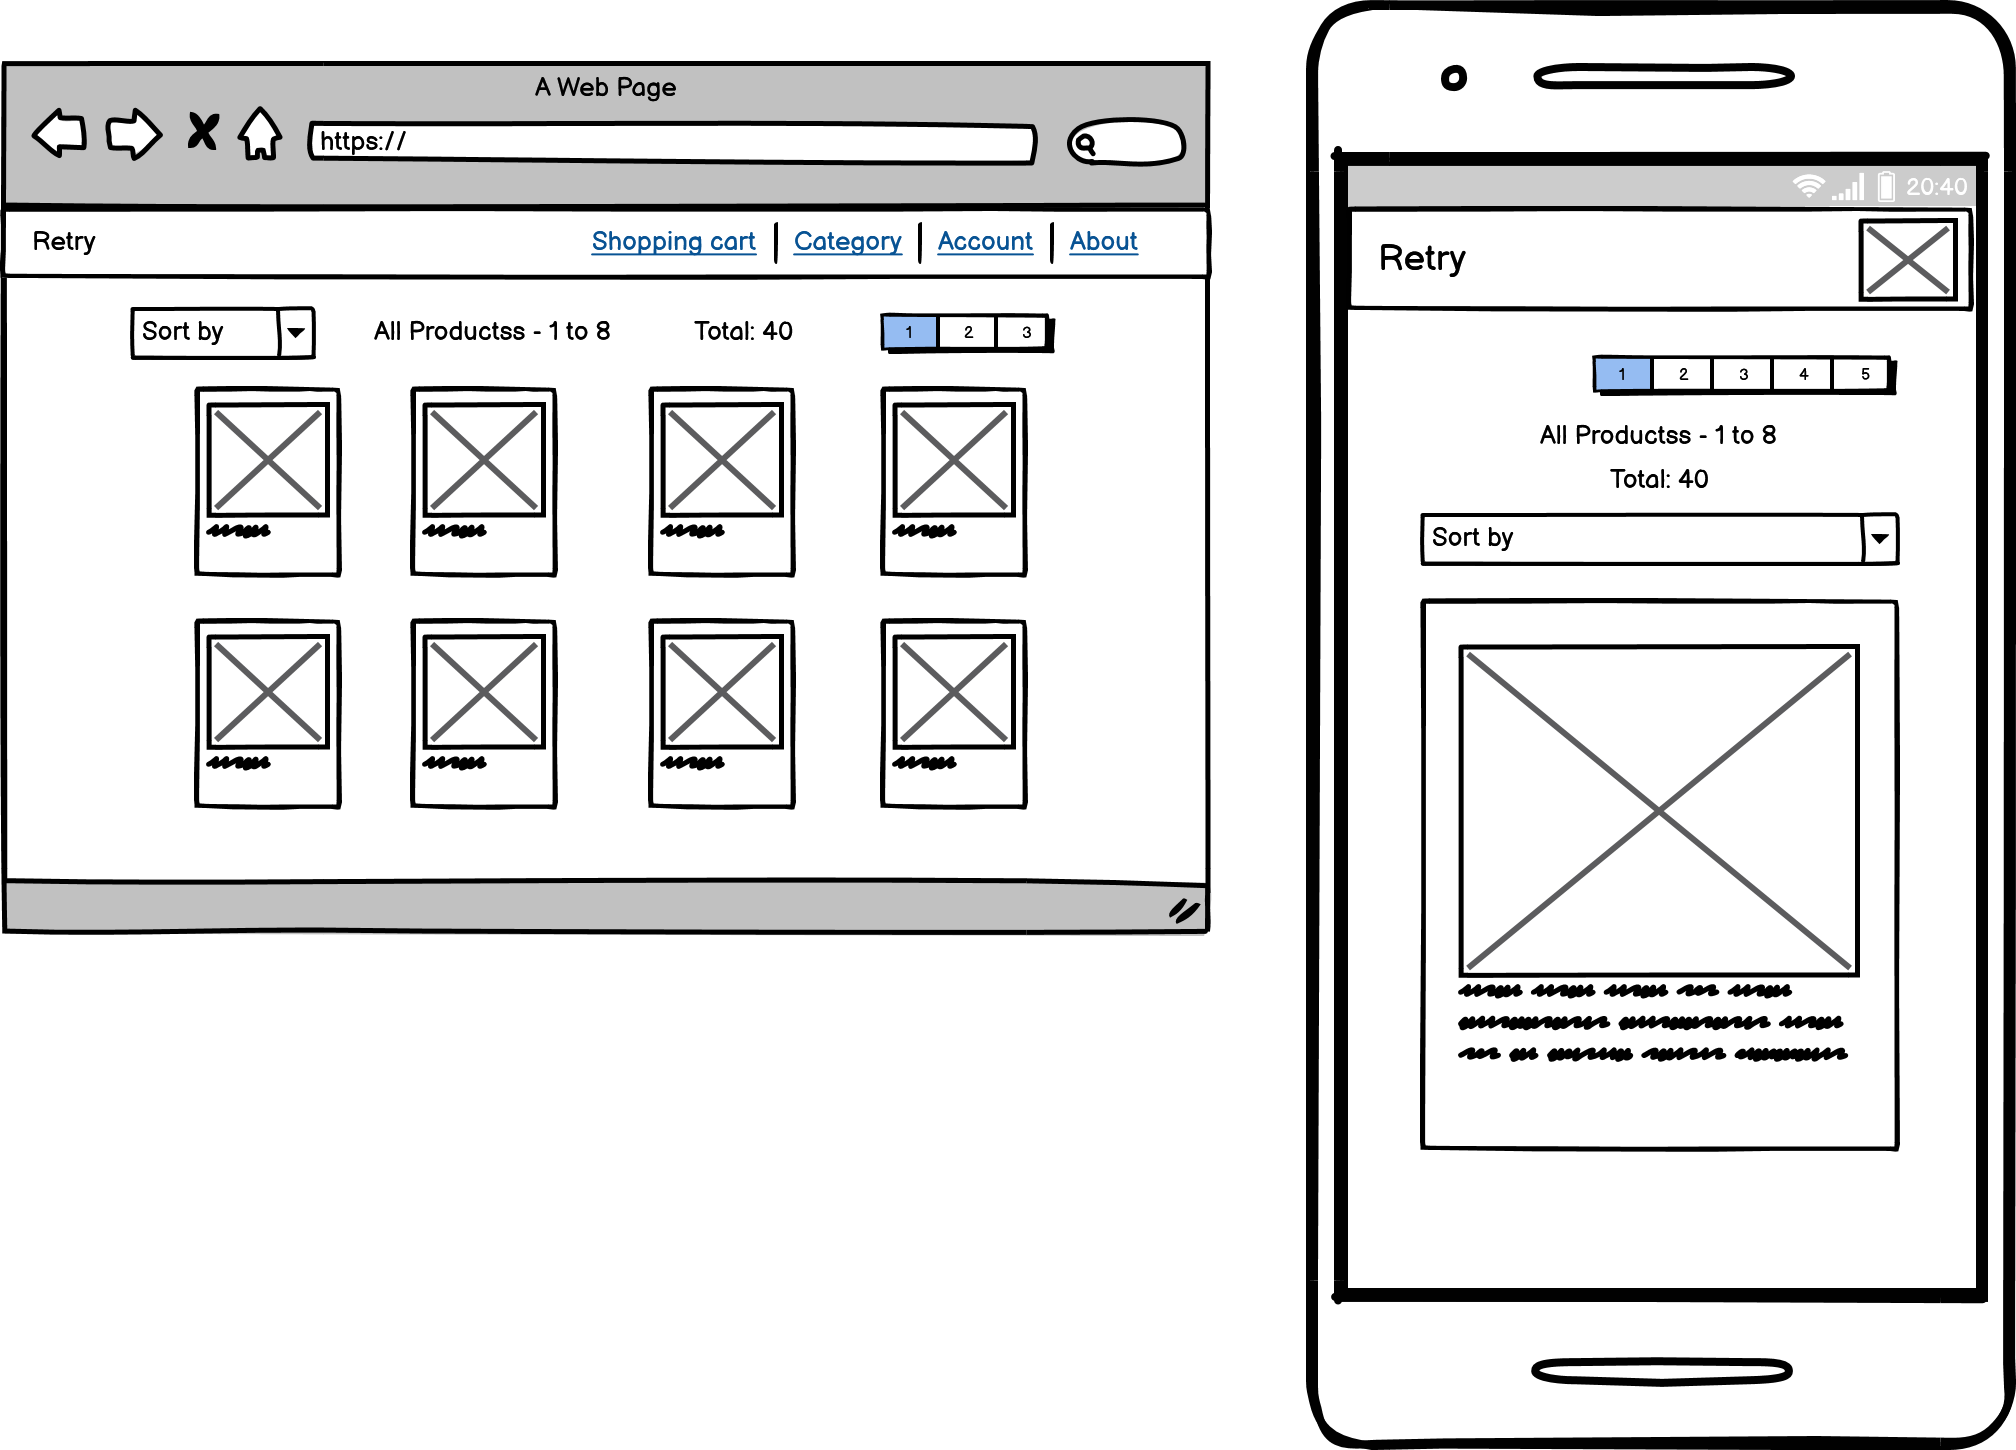 A Web Page
https://
Retry
Shopping cart
Category
Account
About
Sort by
All Productss - 1 to 8
Total: 40
1 2 3
20:40
Retry
1 2 3 4 5
All Productss - 1 to 8
Total: 40
Sort by